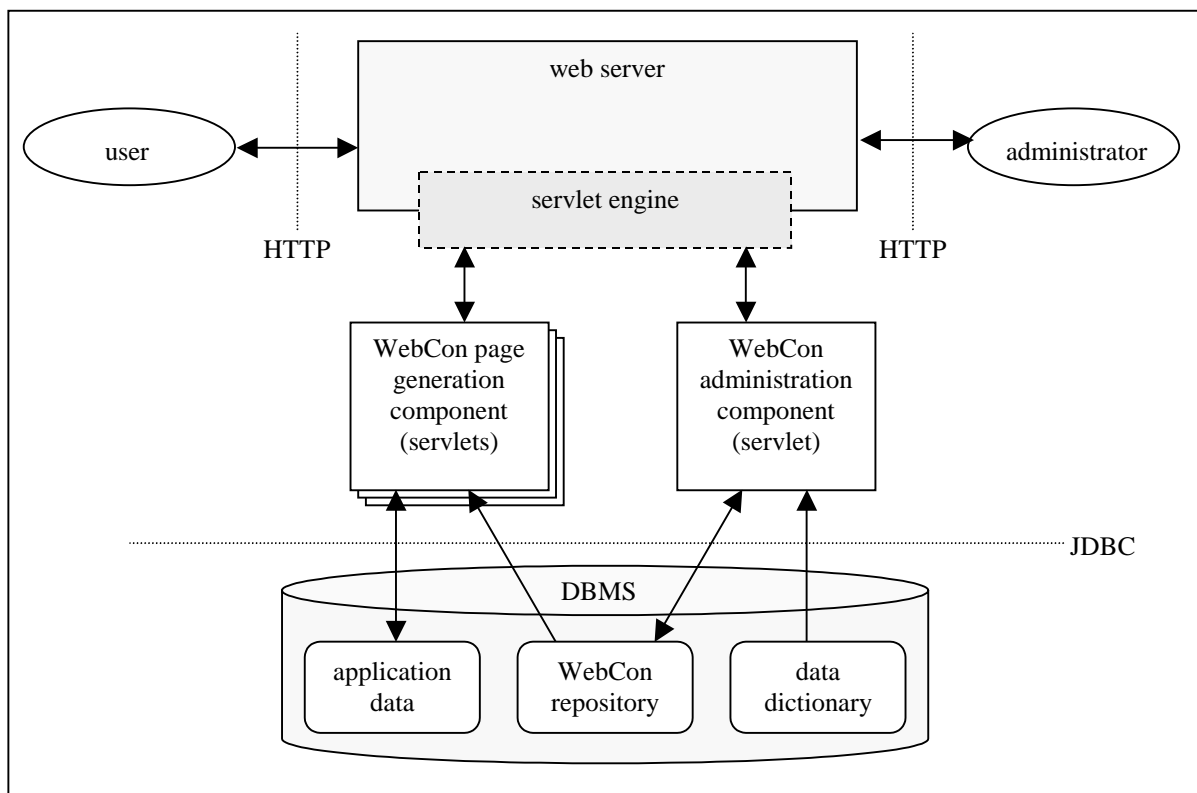 web server
user
administrator
servlet engine
HTTP
HTTP
WebCon page
generation
component
(servlets)
WebCon
administration
component
(servlet)
JDBC
DBMS
application
data
WebCon
repository
data
dictionary